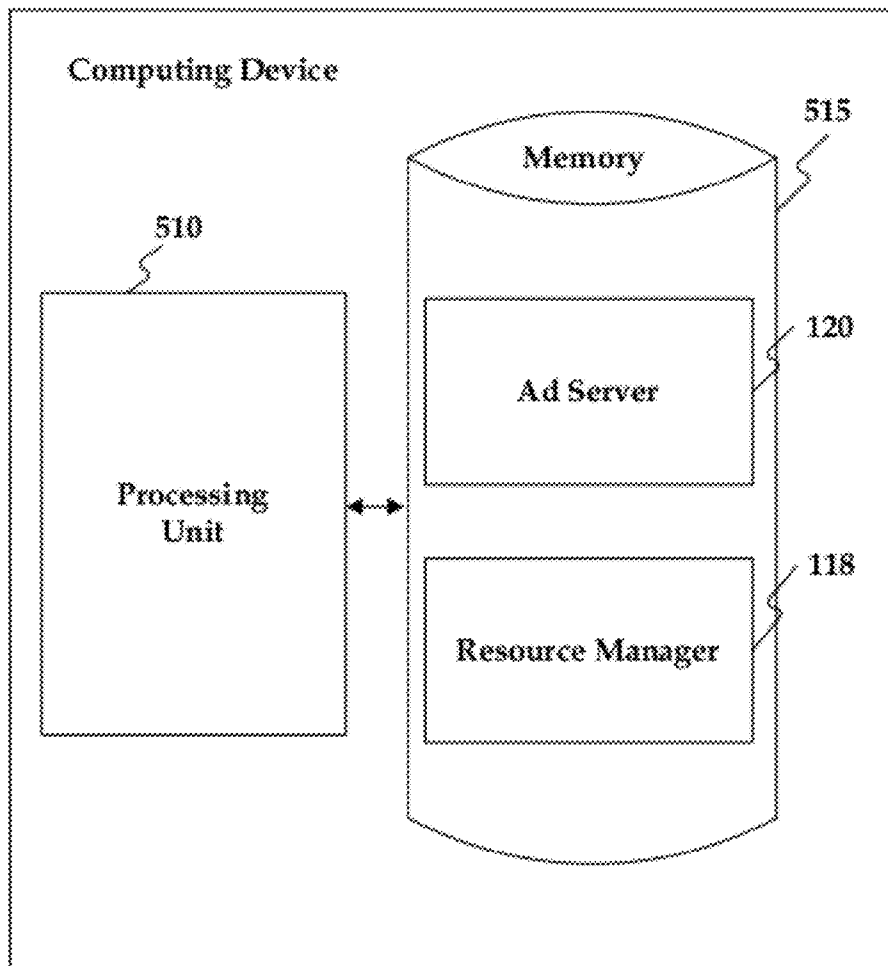 Computing Device
515
Memory
510
120
Ad Server
Processing
Unit
118
Resource Manager